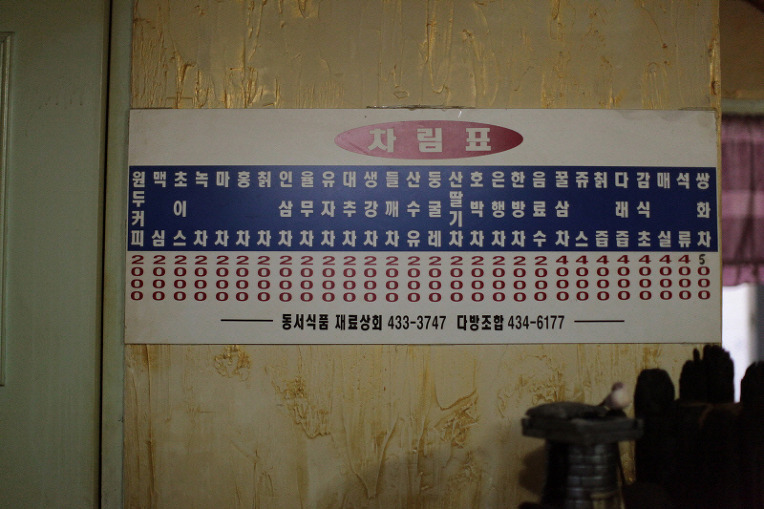 차림표
원두커피 2000
맥심 2000
초이스 2000
녹차 2000
마차 2000
홍차 2000
칡차 2000
인삼차 2000
율무차 2000
유자차 2000
대추차 2000
생강차 2000
들깨차 2000
산수유 2000
둥굴레 2000
산딸기차 2000
호박차 2000
은행차 2000
한방차 2000
음료수 2000
꿀삼차 4000
쥬스 4000
칡즙 4000
다래즙 4000
감식초 4000
매실 4000
석류 4000
쌍화차 5000
동서식품 재료상회 433-3747 다방조합 434-6177